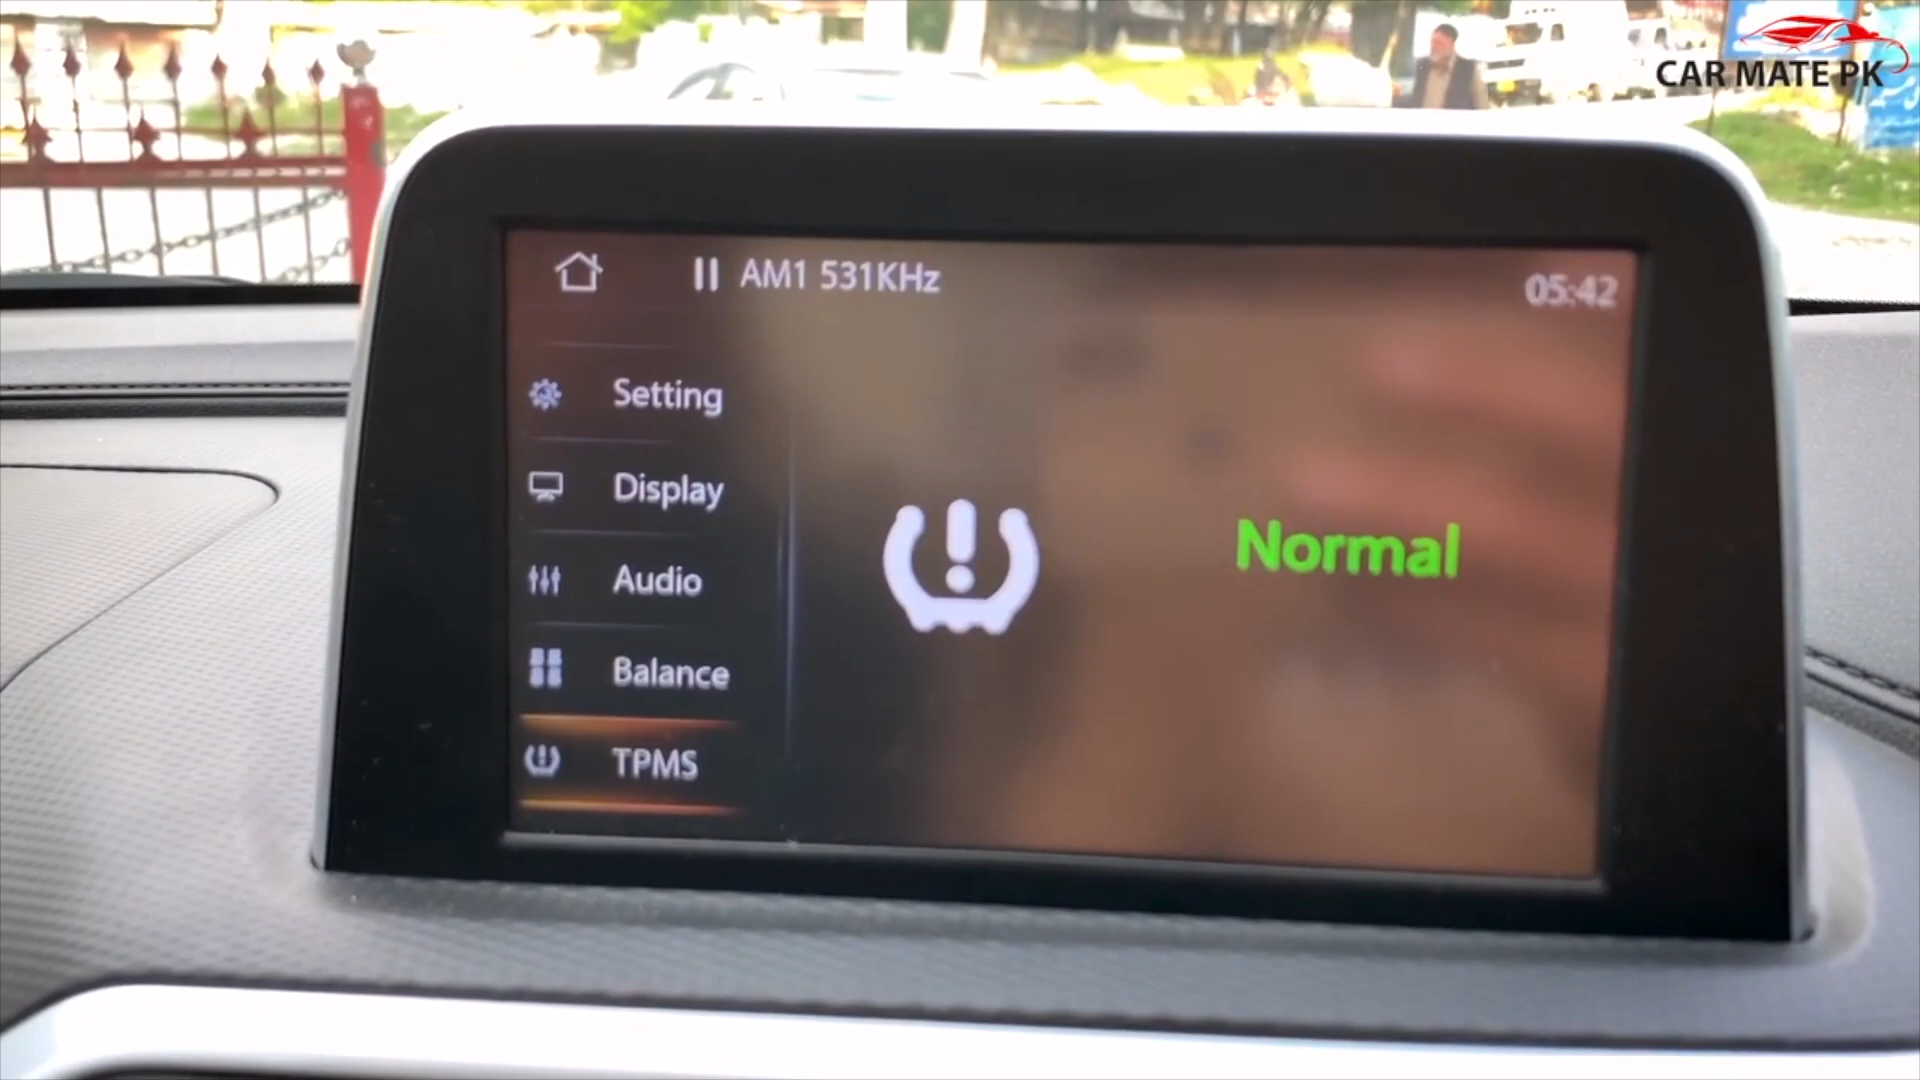 CAR MATE PK
AM1 531KHz
05:42
Setting
Display
Normal
Audio
Balance
TPMS